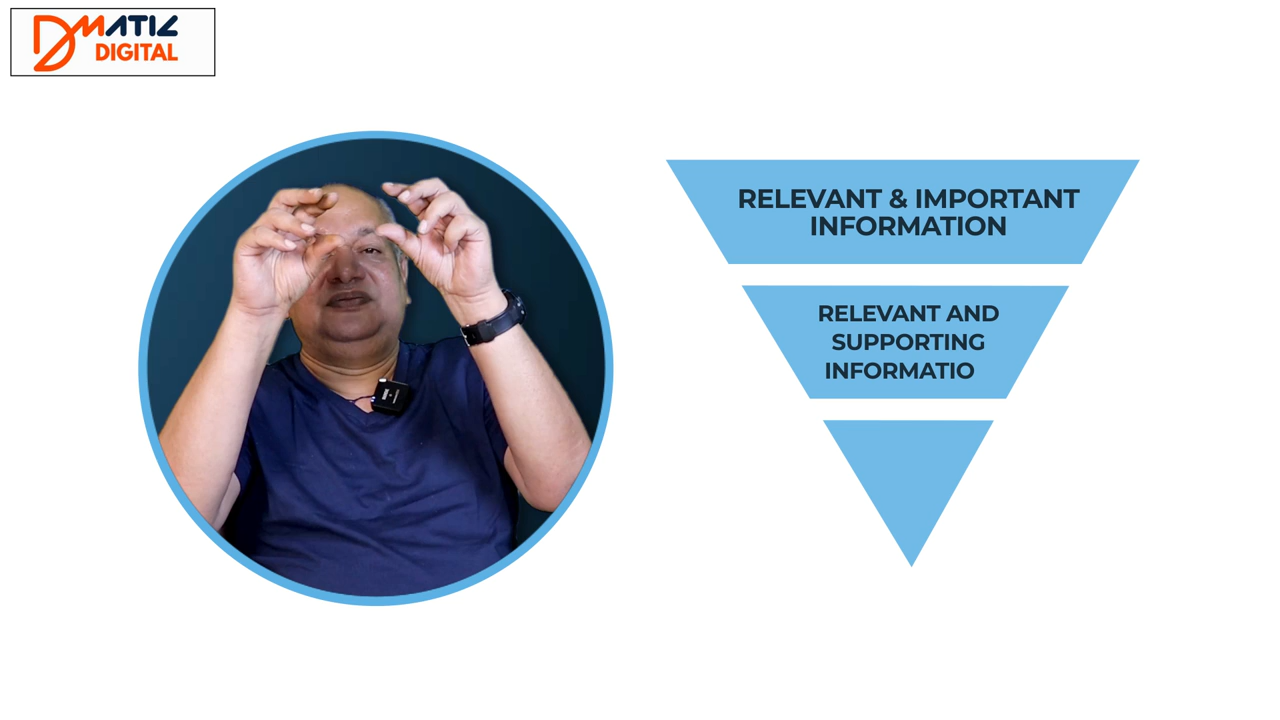 DMATIC
DIGITAL
RELEVANT & IMPORTANT
INFORMATION
RELEVANT AND
SUPPORTING
INFORMATIO